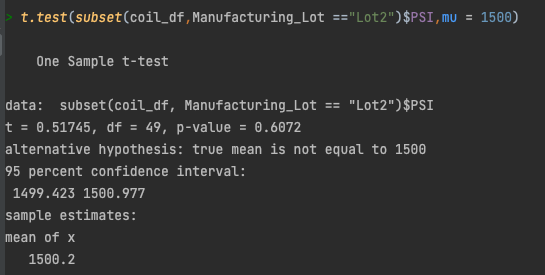 > t.test(subset(coil_df,Manufacturing_Lot =="Lot2")$PSI,mu = 1500)
One Sample t-test
data:  subset(coil_df, Manufacturing_Lot == "Lot2")$PSI
t = 0.51745, df = 49, p-value = 0.6072
alternative hypothesis: true mean is not equal to 1500
95 percent confidence interval:
1499.423 1500.977
sample estimates:
mean of x
1500.2